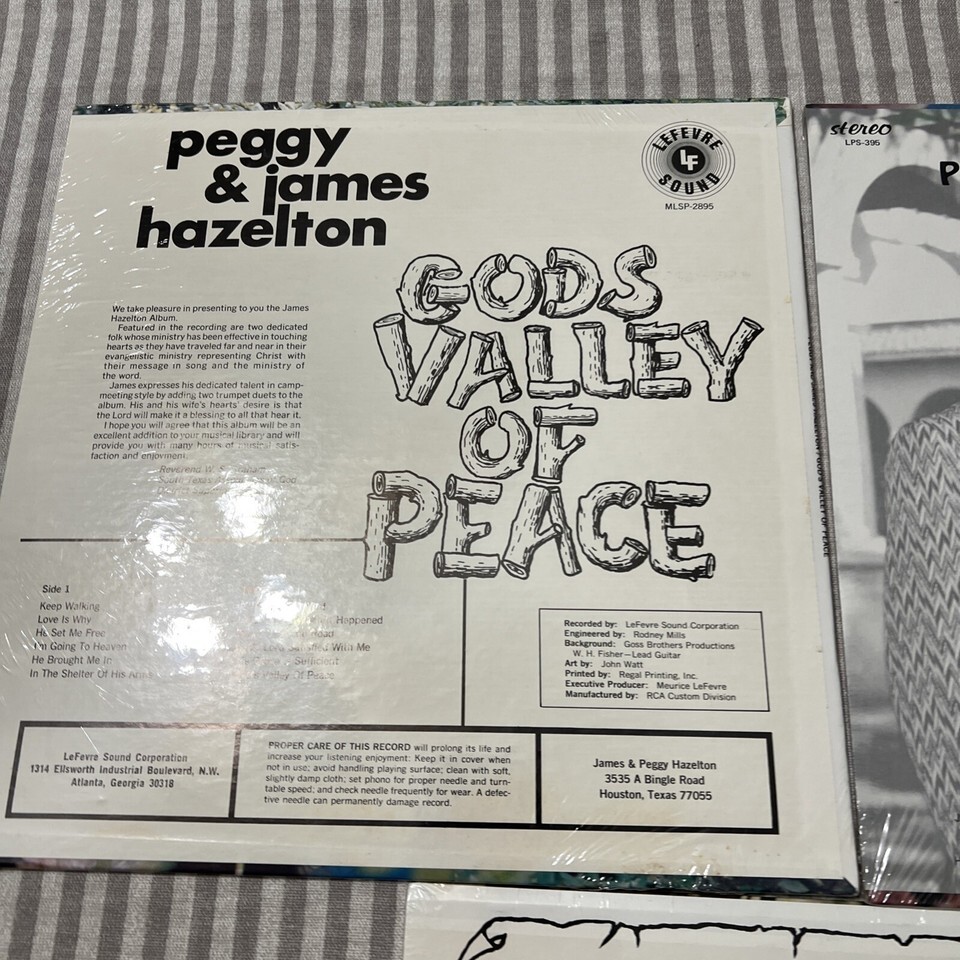 peggy
& james
hazelton
LEFEVRE
LF
SOUND
MLSP-2895
GODS
VALLEY
OF
PEACE
We take pleasure in presenting to you the James
Hazelton Album.
Featured in the recording are two dedicated
folk whose ministry has been effective in touching
hearts as they have traveled far and near in their
evangelistic ministry representing Christ with
their message in song and the ministry of
the word.
James expresses his dedicated talent in camp-
meeting style by adding two trumpet duets to the
album. His and his wife's hearts' desire is that
the Lord will make it a blessing to all that hear it.
I hope you will agree that this album will be an
excellent addition to your musical library and will
provide you with many hours of musical satis-
faction and enjoyment.
Reverend W.
South Texas
Side 1
Keep Walking
Love Is Why
He Set Me Free
I'm Going To Heaven
He Brought Me In
In The Shelter Of His Arms
Happened
Road
Satisfied With Me
Sufficient
Valley Of Peace
Recorded by: LeFevre Sound Corporation
Engineered by: Rodney Mills
Background: Goss Brothers Productions
W. H. Fisher—Lead Guitar
Art by: John Watt
Printed by: Regal Printing, Inc.
Executive Producer: Meurice LeFevre
Manufactured by: RCA Custom Division
LeFevre Sound Corporation
1314 Ellsworth Industrial Boulevard, N.W.
Atlanta, Georgia 30318
PROPER CARE OF THIS RECORD will prolong its life and
increase your listening enjoyment: Keep it in cover when
not in use; avoid handling playing surface; clean with soft,
slightly damp cloth; set phono for proper needle and turn-
table speed; and check needle frequently for wear. A defec-
tive needle can permanently damage record.
James & Peggy Hazelton
3535 A Bingle Road
Houston, Texas 77055
stereo
LPS-395
P
VALLEY OF PEACE